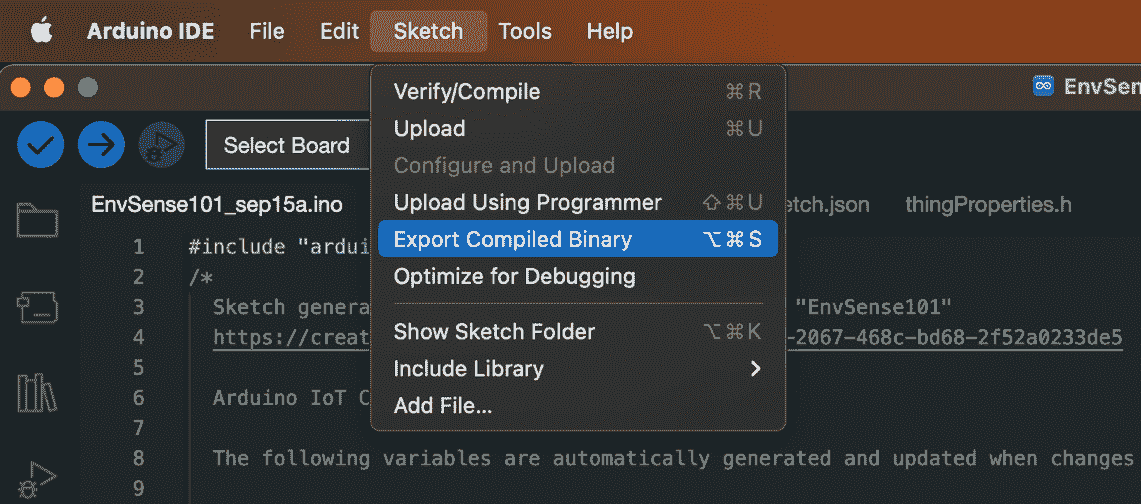 Arduino IDE File Edit Sketch Tools Help
EnvSen
Verify/Compile ⌘ R
Select Board Upload ⌘ U
Configure and Upload
EnvSense101_sep15a.ino Upload Using Programmer ⇧ ⌘ U etch.json thingProperties.h
1 #include "ardui Export Compiled Binary ⌥ ⌘ S
2 /* Optimize for Debugging
3 Sketch genera "EnvSense101"
4 https://creat Show Sketch Folder ⌥ ⌘ K -2067-468c-bd68-2f52a0233de5
5 Include Library >
6 Arduino IoT C Add File...
7
8 The following variables are automatically generated and updated when changes
9